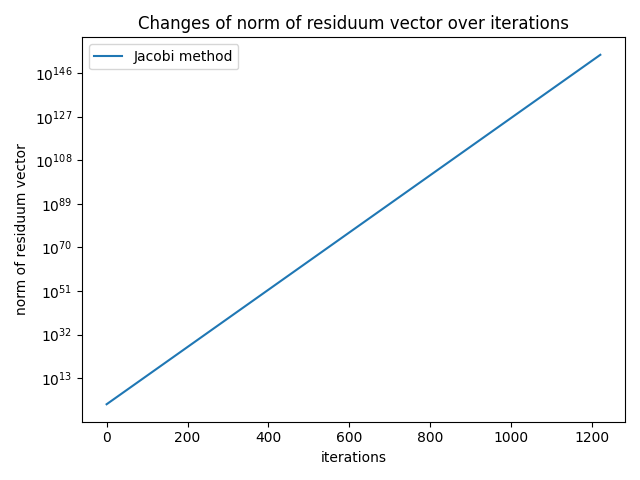 Changes of norm of residuum vector over iterations
Jacobi method
norm of residuum vector
10^146
10^127
10^108
10^89
10^70
10^51
10^32
10^13
0 200 400 600 800 1000 1200
iterations